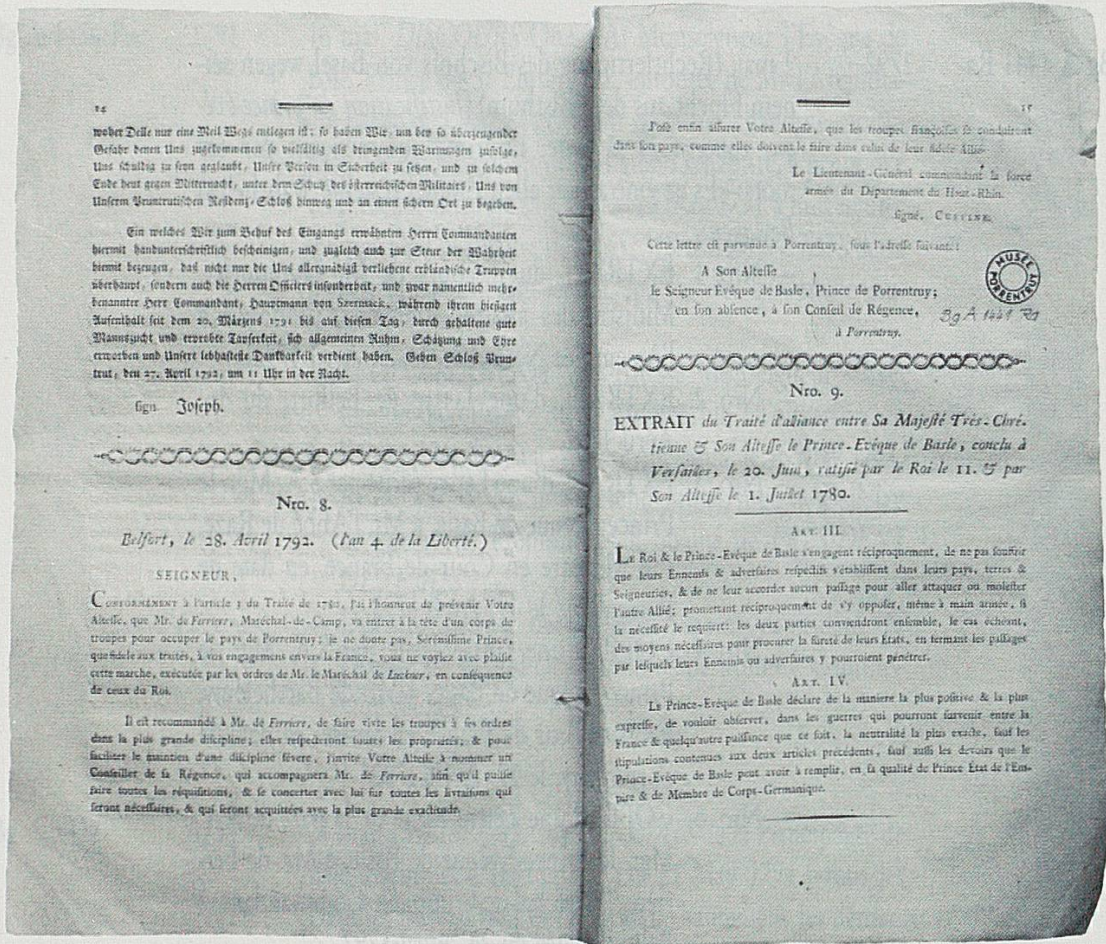 14
woher Delle nur eine Meil Wegs entlegen ist; so haben Wir, um bey so überzeugender
Gefahr denen Uns zugekommenen so vielfältig als dringenden Warnungen zufolge,
Uns schuldig zu seyn geglaubt, Unsre Person in Sicherheit zu setzen, und zu solchem
Ende heut gegen Mitternacht, unter dem Schutz des österreichischen Militairs, Uns von
Unserm Pruntrutischen Residenz-Schloß hinweg und an einen sichern Ort zu begeben.
Ein welches Wir zum Behuf des Eingangs erwähnten Herrn Commandanten
hiermit handunterschriftlich bescheinigen, und zugleich auch zur Steur der Wahrheit
hiemit bezeugen, daß nicht nur die Uns allergnädigst verliehene erbländische Truppen
überhaupt, sondern auch die Herren Officiers insonderheit, und zwar namentlich mehr-
benannter Herr Commandant, Hauptmann von Szermack, während ihrem hiesigen
Aufenthalt seit dem 20. Märzens 1791 bis auf diesen Tag, durch gehaltene gute
Mannszucht und erprobte Tapferkeit, sich allgemeinen Ruhm, Schätzung und Ehre
erworben und Unsere lebhafteste Dankbarkeit verdient haben. Geben Schloß Prun-
trut, den 27. April 1792, um 11 Uhr in der Nacht.
sign Joseph.
Nro. 8.
Belfort, le 28. Avril 1792. (l'an 4 de la Liberté.)
SEIGNEUR,
CONFORMÉMENT à l'article 3 du Traité de 1780, j'ai l'honneur de prévenir Votre
Altesse, que Mr. de Ferriere, Maréchal-de-Camp, va entrer à la tête d'un corps de
troupes pour occuper le pays de Porrentruy; je ne doute pas, Sérénissime Prince,
que fidele aux traités, à vos engagemens envers la France, vous ne voyiez avec plaisir
cette marche, exécutée par les ordres de Mr. le Maréchal de Luckner, en conséquence
de ceux du Roi.
Il est recommandé à Mr. de Ferriere, de faire vivre les troupes à ses ordres
dans la plus grande discipline; elles respecteront toutes les propriétés; & pour
faciliter le maintien d'une discipline sévere, j'invite Votre Altesse à nommer un
Conseiller de sa Régence, qui accompagnera Mr. de Ferriere, afin qu'il puisse
faire toutes les réquisitions, & se concerter avec lui sur toutes les livraisons qui
seront nécessaires, & qui seront acquittées avec la plus grande exactitude.
15
J'ose enfin assurer Votre Altesse, que les troupes françoises se conduiront
dans son pays, comme elles doivent le faire dans celui de leur fidele Allié.
Le Lieutenant-Général commandant la force
armée du Département du Haut-Rhin.
signé. CUSTINE.
Cette lettre est parvenue à Porrentruy, sous l'adresse suivante:
A Son Altesse
le Seigneur Evêque de Basle, Prince de Porrentruy;
en son absence, à son Conseil de Régence,
à Porrentruy.
MUSÉE PORRENTRUY
Nro. 9.
EXTRAIT du Traité d'alliance entre Sa Majesté Très-Chré-
tienne & Son Altesse le Prince-Evêque de Basle, conclu à
Versailles, le 20. Juin, ratifié par le Roi le 11. & par
Son Altesse le 1. Juillet 1780.
ART III.
LE Roi & le Prince-Evêque de Basle s'engagent réciproquement, de ne pas souffrir
que leurs Ennemis & adversaires respectifs s'établissent dans leurs pays, terres &
Seigneuries, & de ne leur accorder aucun passage pour aller attaquer ou molester
l'autre Allié; promettant réciproquement de s'y opposer, même à main armée, si
la nécessité le requiert: les deux parties conviendront ensemble, le cas échéant,
des moyens nécessaires pour procurer la sûreté de leurs États, en fermant les passages
par lesquels leurs Ennemis ou adversaires y pourroient pénétrer.
ART. IV.
Le Prince-Evêque de Basle déclare de la maniere la plus positive & la plus
expresse, de vouloir observer, dans les guerres qui pourront survenir entre la
France & quelqu'autre puissance que ce soit, la neutralité la plus exacte, sauf les
stipulations contenues aux deux articles précédents, sauf aussi les devoirs que le
Prince-Evêque de Basle peut avoir à remplir, en sa qualité de Prince Etat de l'Em-
pire & de Membre de Corps-Germanique.